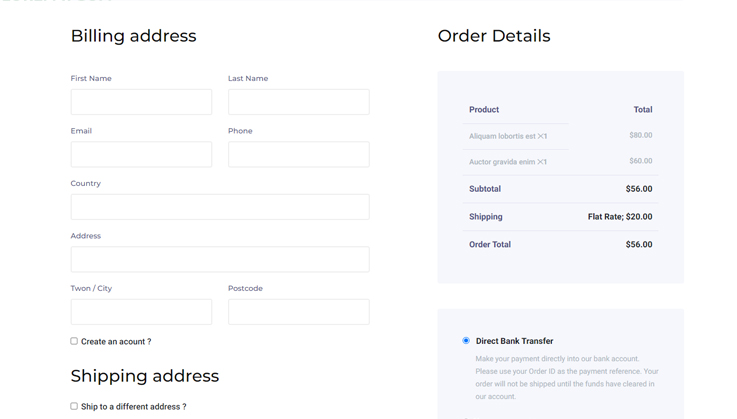 Billing address
First Name Last Name
Email Phone
Country
Address
Twon / City Postcode
Create an acount ?
Shipping address
Ship to a different address ?
Order Details
Product Total
Aliquam lobortis est ×1 $80.00
Auctor gravida enim ×1 $60.00
Subtotal $56.00
Shipping Flat Rate; $20.00
Order Total $56.00
Direct Bank Transfer
Make your payment directly into our bank account.
Please use your Order ID as the payment reference. Your
order will not be shipped until the funds have cleared in
our account.